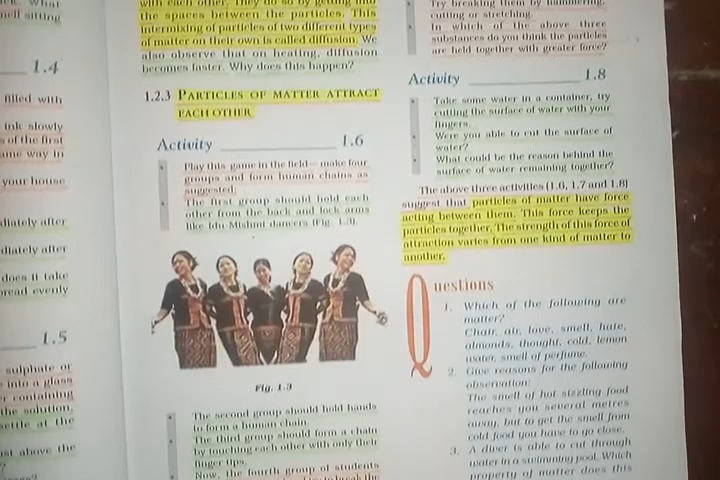 what
1.4
filled with
ink slowly
s of the first
ame way in
your house
diately after
diately after
does it take
pread evenly
1.5
sulphate or
into a glass
r containing
the solution,
settle at the
st above the
?
with each other. They do so by getting into
the spaces between the particles. This
intermixing of particles of two different types
of matter on their own is called diffusion. We
also observe that on heating, diffusion
becomes faster. Why does this happen?
1.2.3 PARTICLES OF MATTER ATTRACT
EACH OTHER
Activity ______________ 1.6
• Play this game in the field— make four
groups and form human chains as
suggested:
• The first group should hold each
other from the back and lock arms
like Idu-Mishmi dancers (Fig. 1.3).
Fig. 1.3
• The second group should hold hands
to form a human chain.
• The third group should form a chain
by touching each other with only their
finger tips.
• Now, the fourth group of students
Try breaking them by hammering,
cutting or stretching.
• In which of the above three
substances do you think the particles
are held together with greater force?
Activity ______________ 1.8
• Take some water in a container, try
cutting the surface of water with your
fingers.
• Were you able to cut the surface of
water?
• What could be the reason behind the
surface of water remaining together?
The above three activities (1.6, 1.7 and 1.8)
suggest that particles of matter have force
acting between them. This force keeps the
particles together. The strength of this force of
attraction varies from one kind of matter to
another.
Questions
1. Which of the following are
matter?
Chair, air, love, smell, hate,
almonds, thought, cold, lemon
water, smell of perfume.
2. Give reasons for the following
observation:
The smell of hot sizzling food
reaches you several metres
away, but to get the smell from
cold food you have to go close.
3. A diver is able to cut through
water in a swimming pool. Which
property of matter does this